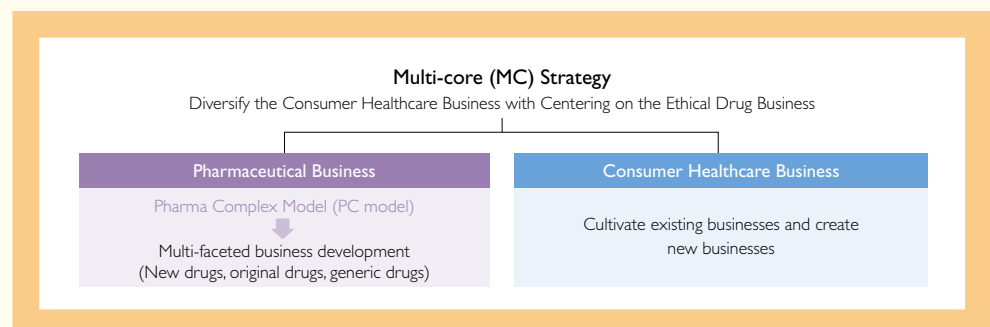 Multi-core (MC) Strategy
Diversify the Consumer Healthcare Business with Centering on the Ethical Drug Business
Pharmaceutical Business
Pharma Complex Model (PC model)
Multi-faceted business development
(New drugs, original drugs, generic drugs)
Consumer Healthcare Business
Cultivate existing businesses and create
new businesses